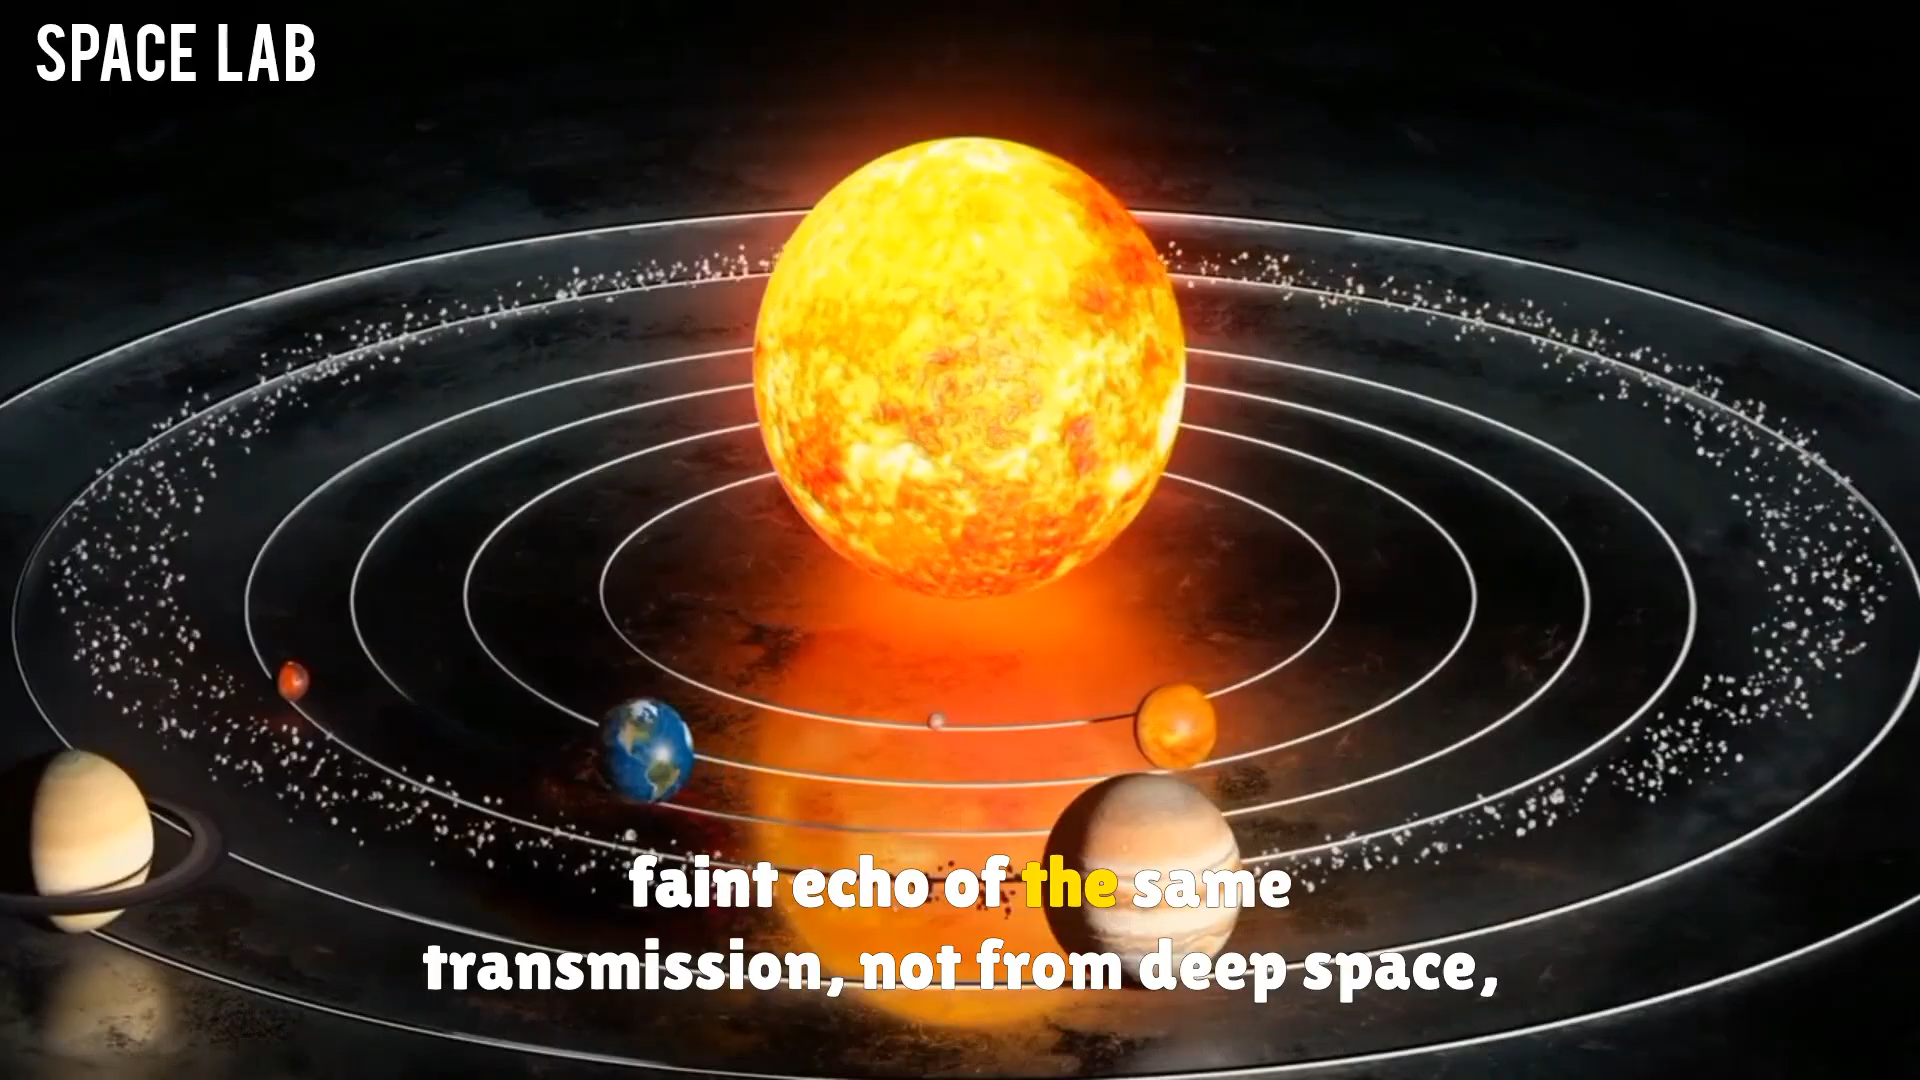 SPACE LAB
faint echo of the same
transmission, not from deep space,